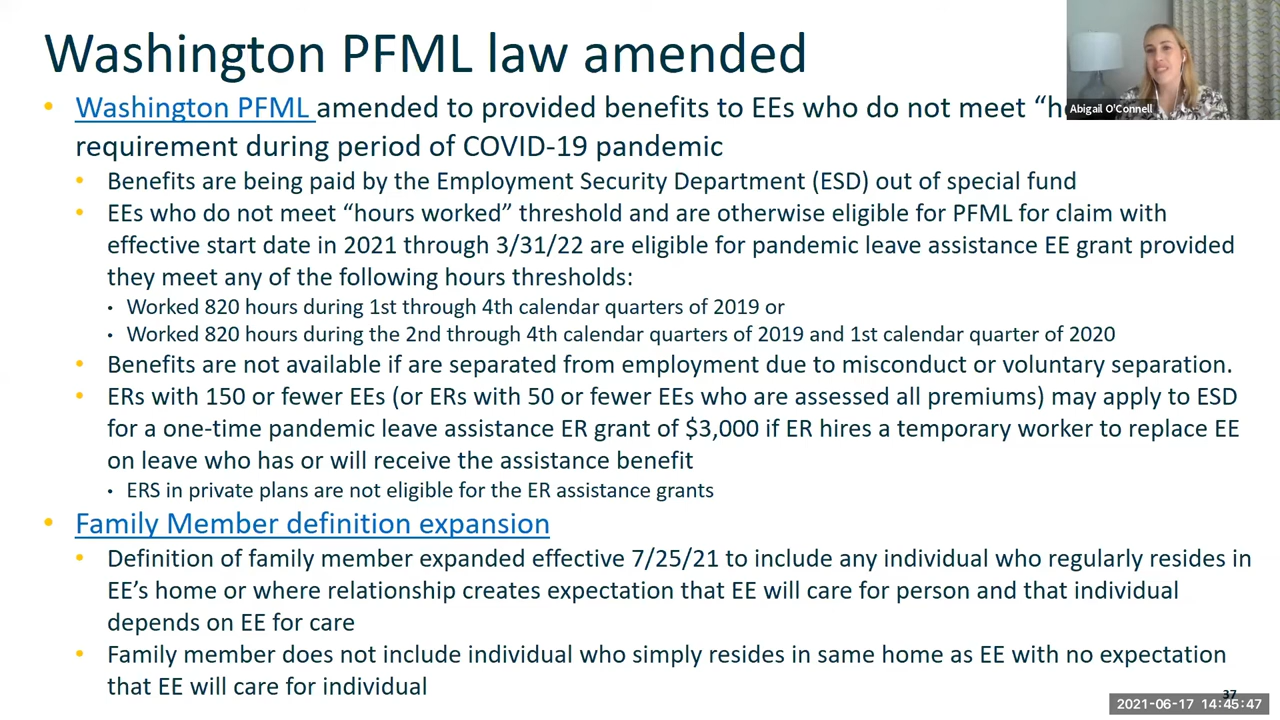 Washington PFML law amended
Abigail O'Connell
• Washington PFML amended to provided benefits to EEs who do not meet
requirement during period of COVID-19 pandemic
• Benefits are being paid by the Employment Security Department (ESD) out of special fund
• EEs who do not meet “hours worked” threshold and are otherwise eligible for PFML for claim with
effective start date in 2021 through 3/31/22 are eligible for pandemic leave assistance EE grant provided
they meet any of the following hours thresholds:
• Worked 820 hours during 1st through 4th calendar quarters of 2019 or
• Worked 820 hours during the 2nd through 4th calendar quarters of 2019 and 1st calendar quarter of 2020
• Benefits are not available if are separated from employment due to misconduct or voluntary separation.
• ERs with 150 or fewer EEs (or ERs with 50 or fewer EEs who are assessed all premiums) may apply to ESD
for a one-time pandemic leave assistance ER grant of $3,000 if ER hires a temporary worker to replace EE
on leave who has or will receive the assistance benefit
• ERS in private plans are not eligible for the ER assistance grants
• Family Member definition expansion
• Definition of family member expanded effective 7/25/21 to include any individual who regularly resides in
EE’s home or where relationship creates expectation that EE will care for person and that individual
depends on EE for care
• Family member does not include individual who simply resides in same home as EE with no expectation
that EE will care for individual
37
2021-06-17 14:45:47